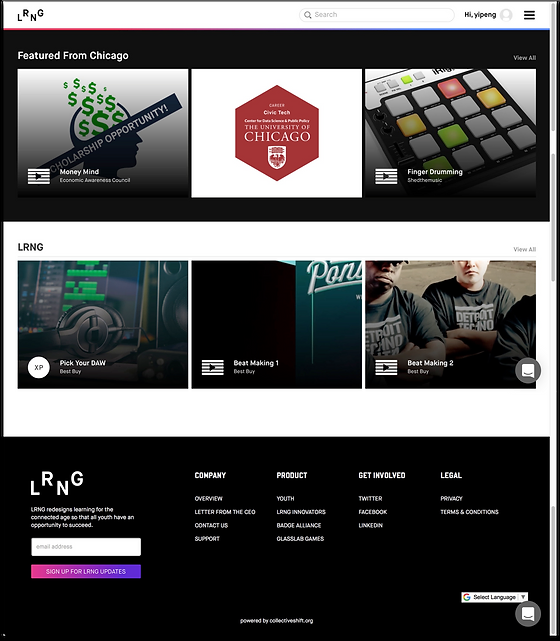 LRNG
Search
Hi, yipeng
Featured From Chicago
View All
SCHOLARSHIP OPPORTUNITY!
Money Mind
Economic Awareness Council
CAREER
Civic Tech
Center for Data Science & Public Policy
THE UNIVERSITY OF
CHICAGO
Finger Drumming
Shedthemusic
LRNG
View All
XP
Pick Your DAW
Best Buy
Beat Making 1
Best Buy
DETROIT
TECHNO
DETROIT
TECHNO
Beat Making 2
Best Buy
LRNG
LRNG redesigns learning for the
connected age so that all youth have an
opportunity to succeed.
email address
SIGN UP FOR LRNG UPDATES
COMPANY
OVERVIEW
LETTER FROM THE CEO
CONTACT US
SUPPORT
PRODUCT
YOUTH
LRNG INNOVATORS
BADGE ALLIANCE
GLASSLAB GAMES
GET INVOLVED
TWITTER
FACEBOOK
LINKEDIN
LEGAL
PRIVACY
TERMS & CONDITIONS
Select Language
powered by collectiveshift.org